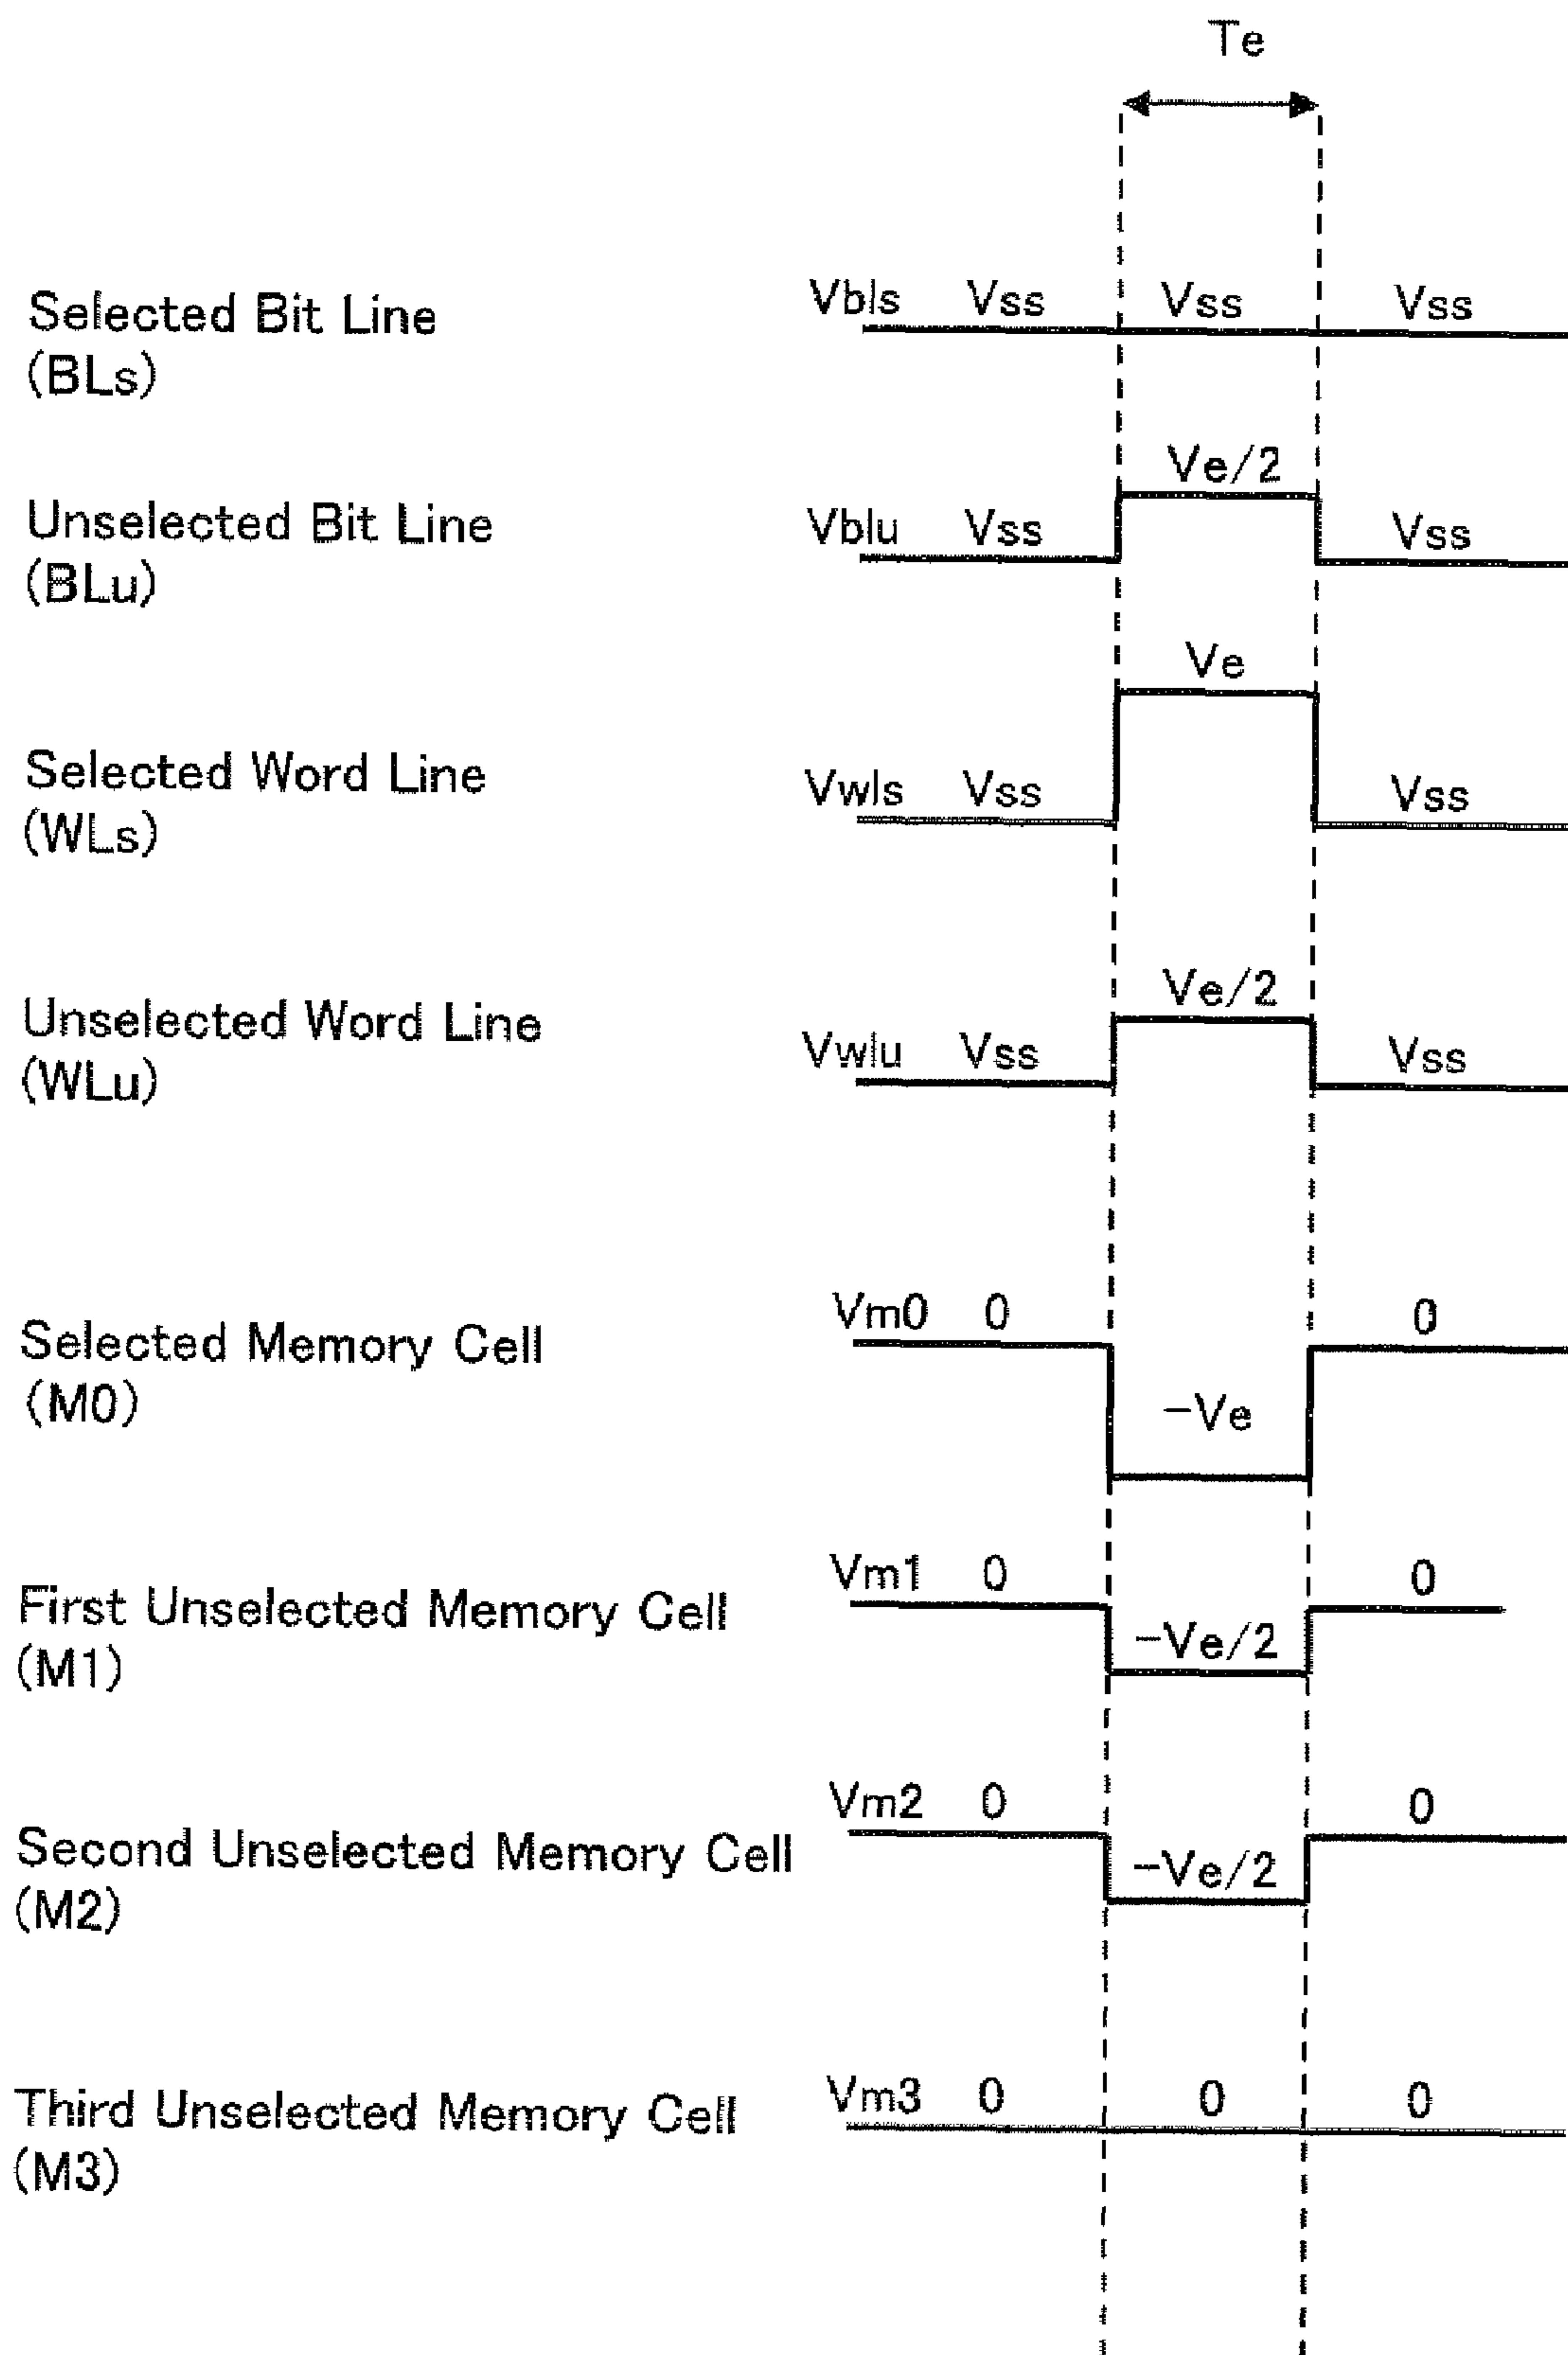 Te
Selected Bit Line
(BLs)
Vbls Vss Vss Vss
Unselected Bit Line
(BLu)
Vblu Vss Ve/2 Vss
Selected Word Line
(WLs)
Vwls Vss Ve Vss
Unselected Word Line
(WLu)
Vwlu Vss Ve/2 Vss
Selected Memory Cell
(M0)
Vm0 0 -Ve 0
First Unselected Memory Cell
(M1)
Vm1 0 -Ve/2 0
Second Unselected Memory Cell
(M2)
Vm2 0 -Ve/2 0
Third Unselected Memory Cell
(M3)
Vm3 0 0 0